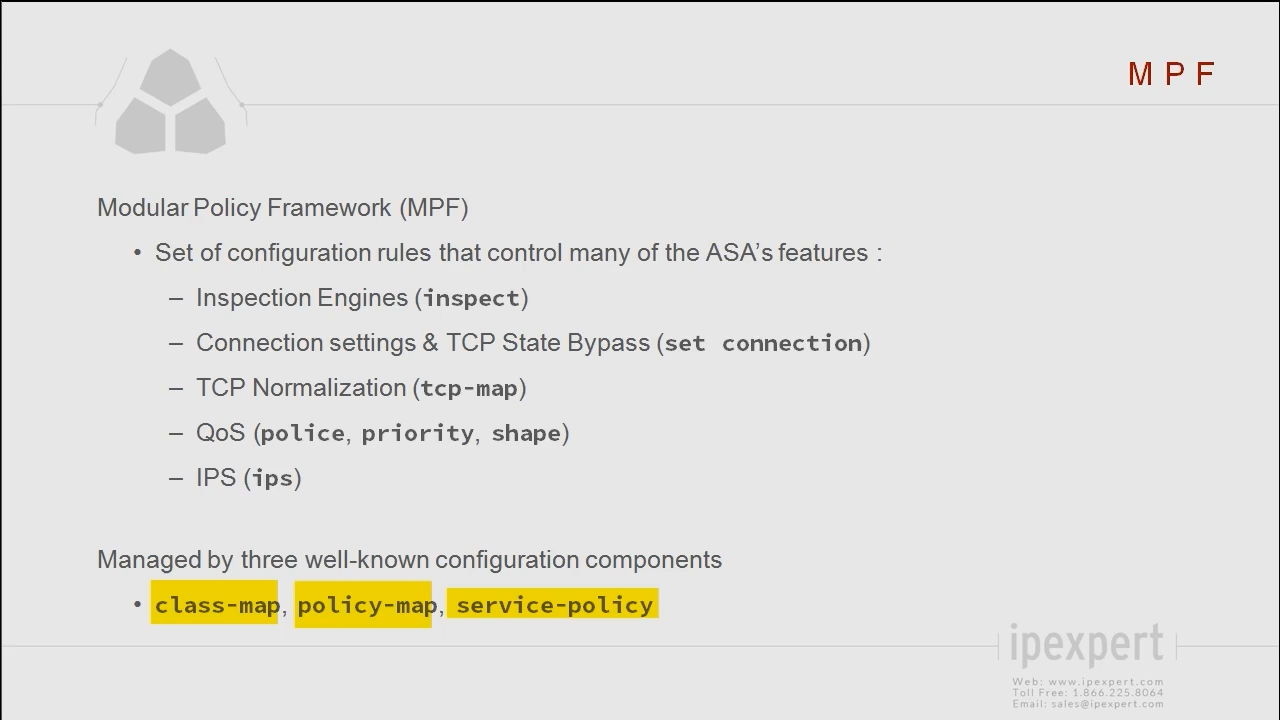 MPF
Modular Policy Framework (MPF)
• Set of configuration rules that control many of the ASA’s features :
– Inspection Engines (inspect)
– Connection settings & TCP State Bypass (set connection)
– TCP Normalization (tcp-map)
– QoS (police, priority, shape)
– IPS (ips)
Managed by three well-known configuration components
• class-map, policy-map, service-policy
ipexpert
Web: www.ipexpert.com
Toll Free: 1.866.225.8064
Email: sales@ipexpert.com